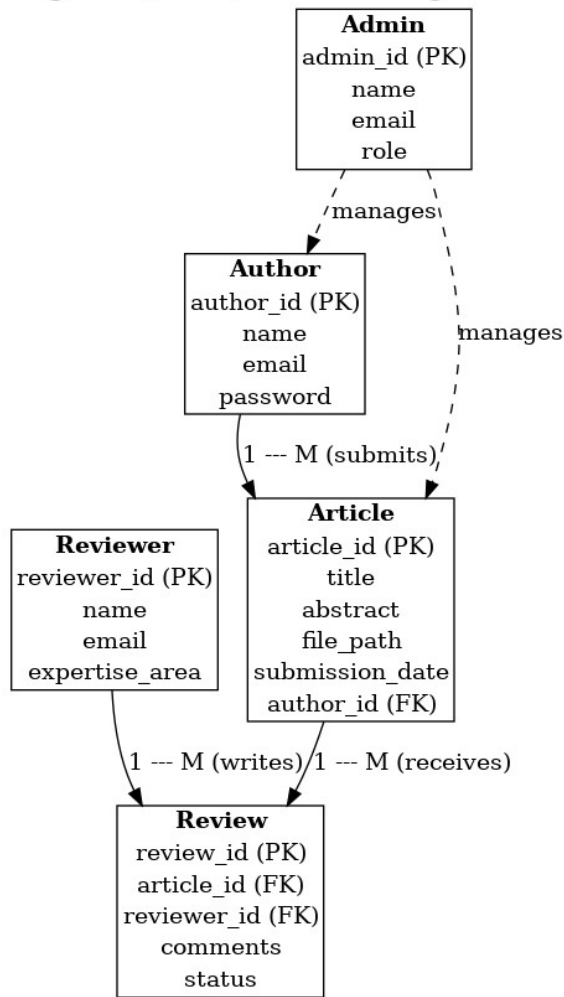 Admin
admin_id (PK)
name
email
role
manages
manages
Author
author_id (PK)
name
email
password
1 --- M (submits)
Article
article_id (PK)
title
abstract
file_path
submission_date
author_id (FK)
Reviewer
reviewer_id (PK)
name
email
expertise_area
1 --- M (writes)
1 --- M (receives)
Review
review_id (PK)
article_id (FK)
reviewer_id (FK)
comments
status